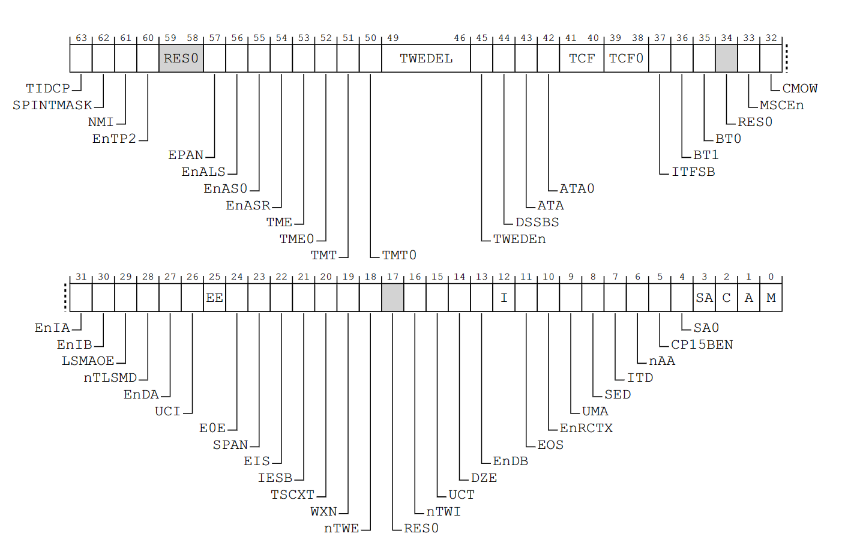 63 62 61 60 59 58 57 56 55 54 53 52 51 50 49 46 45 44 43 42 41 40 39 38 37 36 35 34 33 32
RES0 TWEDEL TCF TCF0
TIDCP CMOW
SPINTMASK MSCEn
NMI RES0
EnTP2 BT0
EPAN BT1
EnALS ITFSB
EnAS0 ATA0
EnASR ATA
TME DSSBS
TME0 TWEDEn
TMT TMT0
31 30 29 28 27 26 25 24 23 22 21 20 19 18 17 16 15 14 13 12 11 10 9 8 7 6 5 4 3 2 1 0
EE I SA C A M
EnIA SA0
EnIB CP15BEN
LSMAOE nAA
nTLSMD ITD
EnDA SED
UCI UMA
E0E EnRCTX
SPAN EOS
EIS EnDB
IESB DZE
TSCXT UCT
WXN nTWI
nTWE RES0